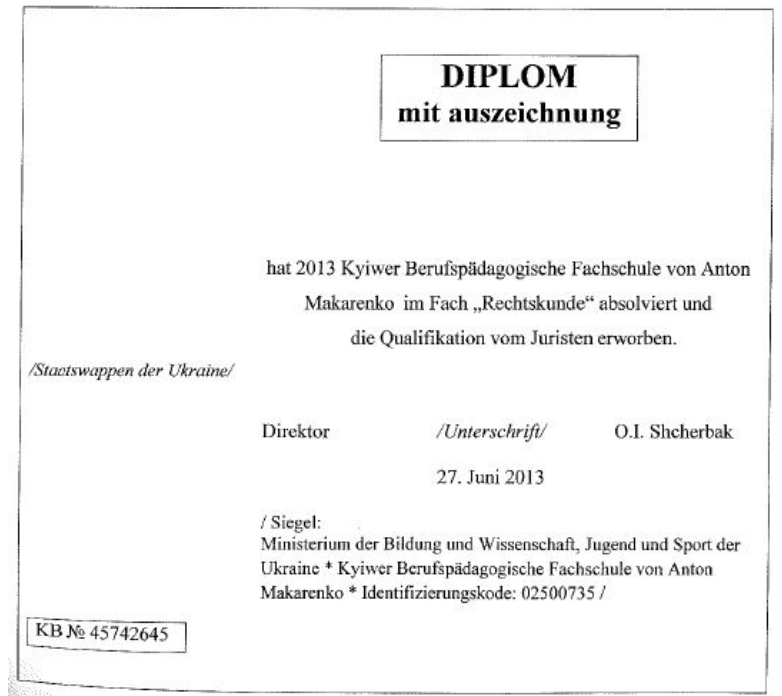 DIPLOM
mit auszeichnung
hat 2013 Kyiwer Berufspädagogische Fachschule von Anton
Makarenko im Fach „Rechtskunde“ absolviert und
die Qualifikation vom Juristen erworben.
/Staatswappen der Ukraine/
Direktor /Unterschrift/ O.I. Shcherbak
27. Juni 2013
/ Siegel:
Ministerium der Bildung und Wissenschaft, Jugend und Sport der
Ukraine * Kyiwer Berufspädagogische Fachschule von Anton
Makarenko * Identifizierungskode: 02500735 /
KB № 45742645